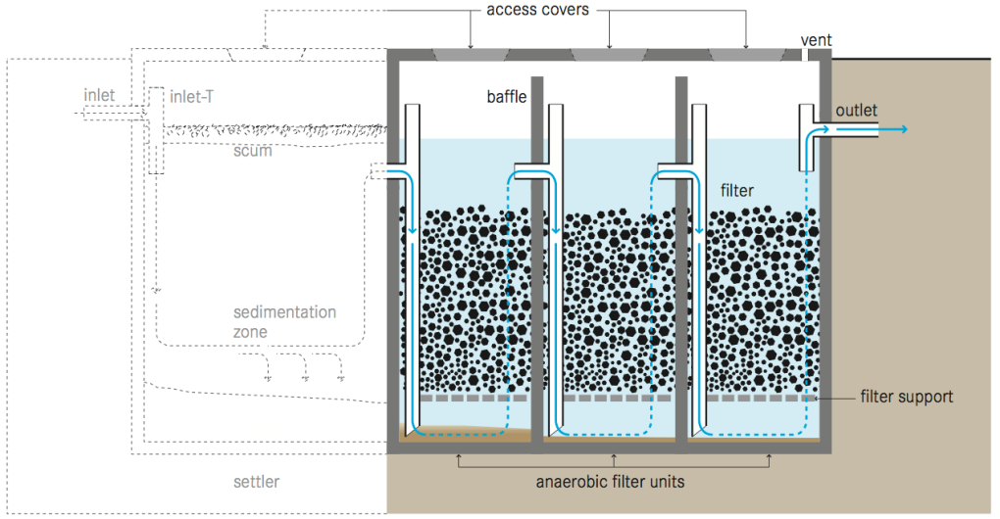 access covers
vent
inlet
inlet-T
baffle
outlet
scum
filter
sedimentation
zone
filter support
settler
anaerobic filter units